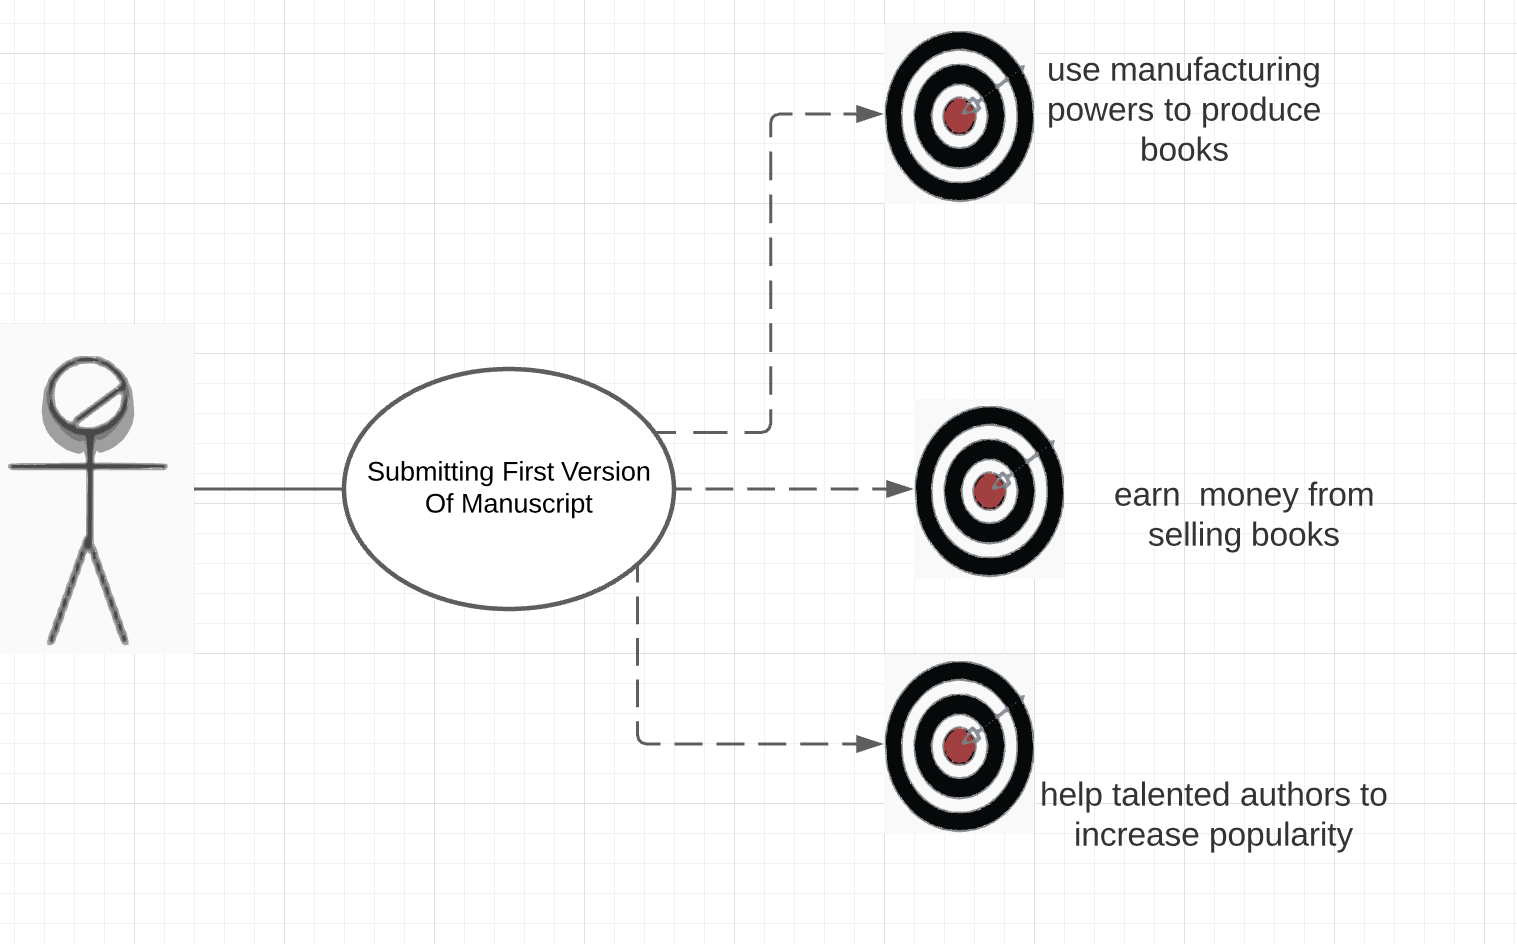 use manufacturing
powers to produce
books
Submitting First Version
Of Manuscript
earn  money from
selling books
help talented authors to
increase popularity